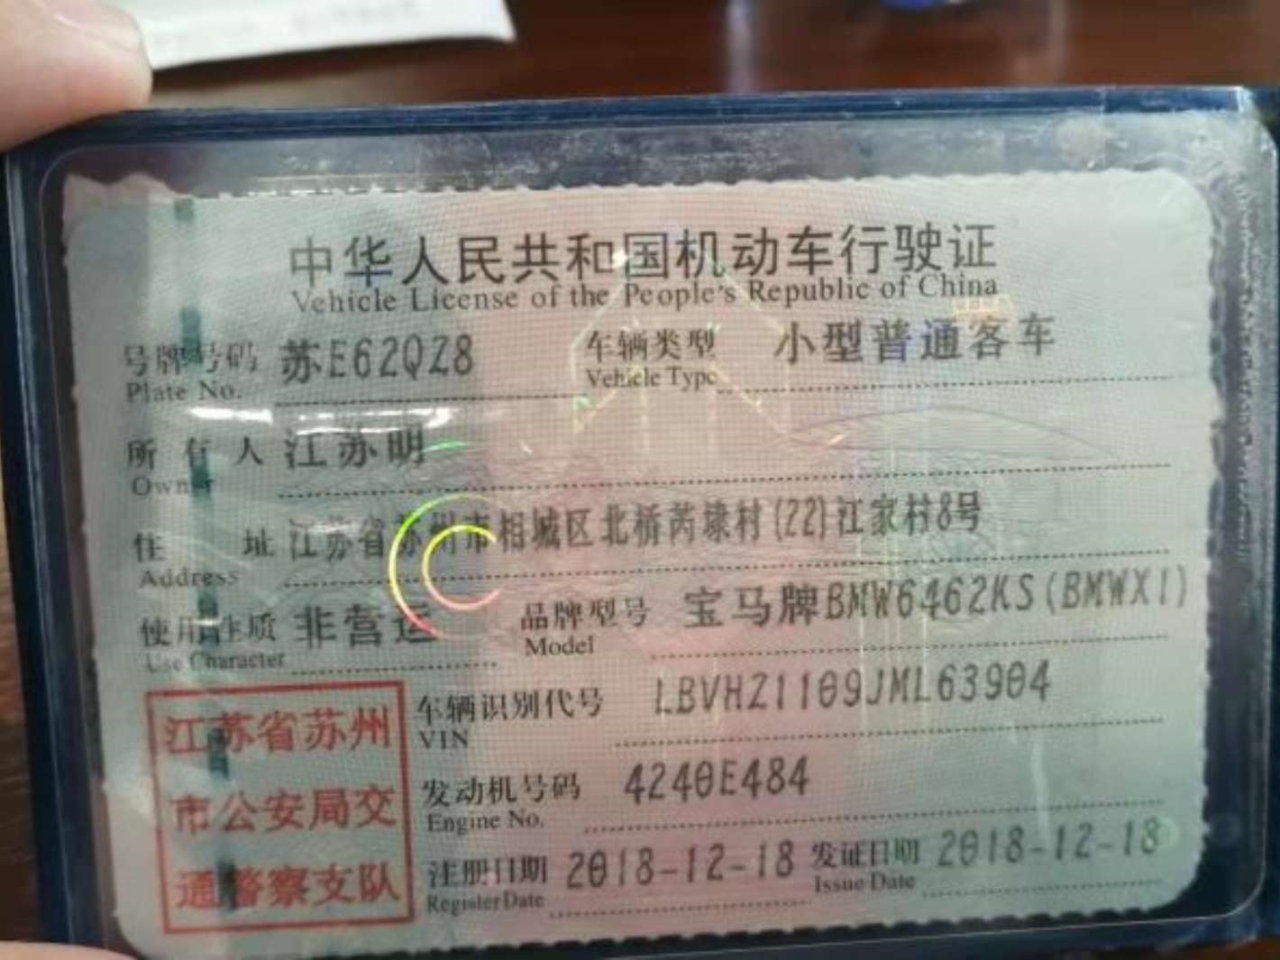 中华人民共和国机动车行驶证
Vehicle License of the People's Republic of China
号牌号码 苏E62QZ8 车辆类型 小型普通客车
Plate No. Vehicle Type
所有人 江苏明
Owner
住址 江苏省苏州市相城区北桥芮埭村(22)江家村8号
Address
使用性质 非营运 品牌型号 宝马牌BMW6462KS(BMWX1)
Use Character Model
车辆识别代号 LBVHZ1109JML63904
VIN
发动机号码 4240E484
Engine No.
注册日期 2018-12-18 发证日期 2018-12-18
Register Date Issue Date
江苏省苏州
市公安局交
通警察支队